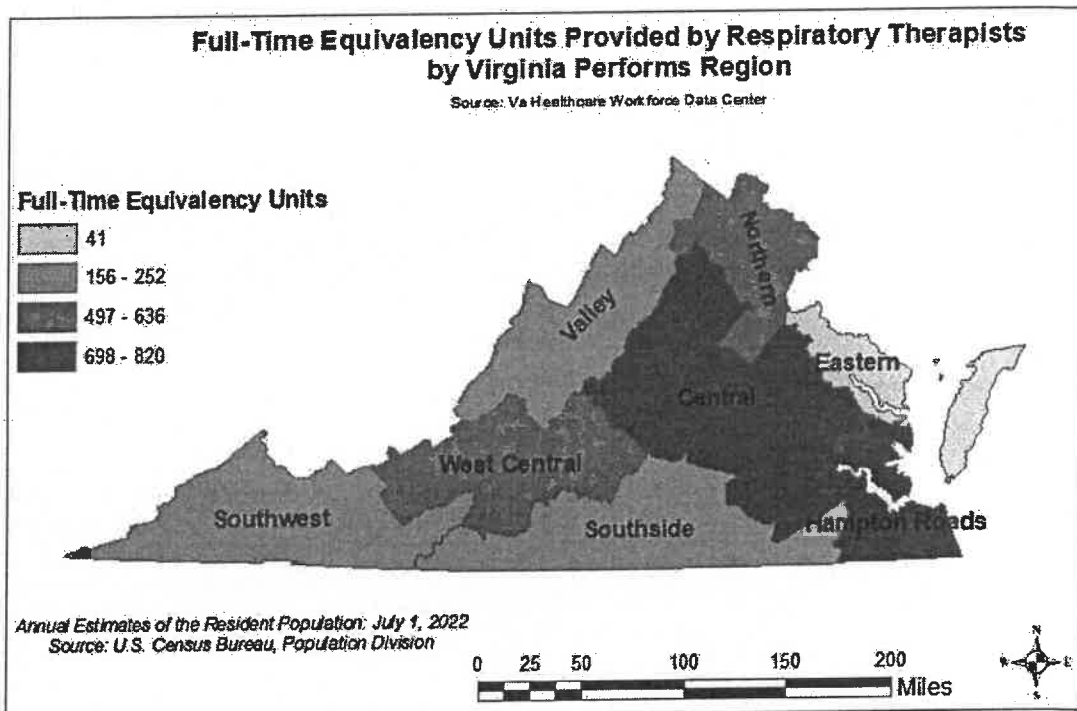 Full-Time Equivalency Units Provided by Respiratory Therapists
by Virginia Performs Region
Source: Va Healthcare Workforce Data Center
Full-Time Equivalency Units
41
156 - 252
497 - 636
698 - 820
Northern
Valley
Eastern
Central
West Central
Southwest
Southside
Hampton Roads
Annual Estimates of the Resident Population: July 1, 2022
Source: U.S. Census Bureau, Population Division
0 25 50 100 150 200
Miles
N
W E
S